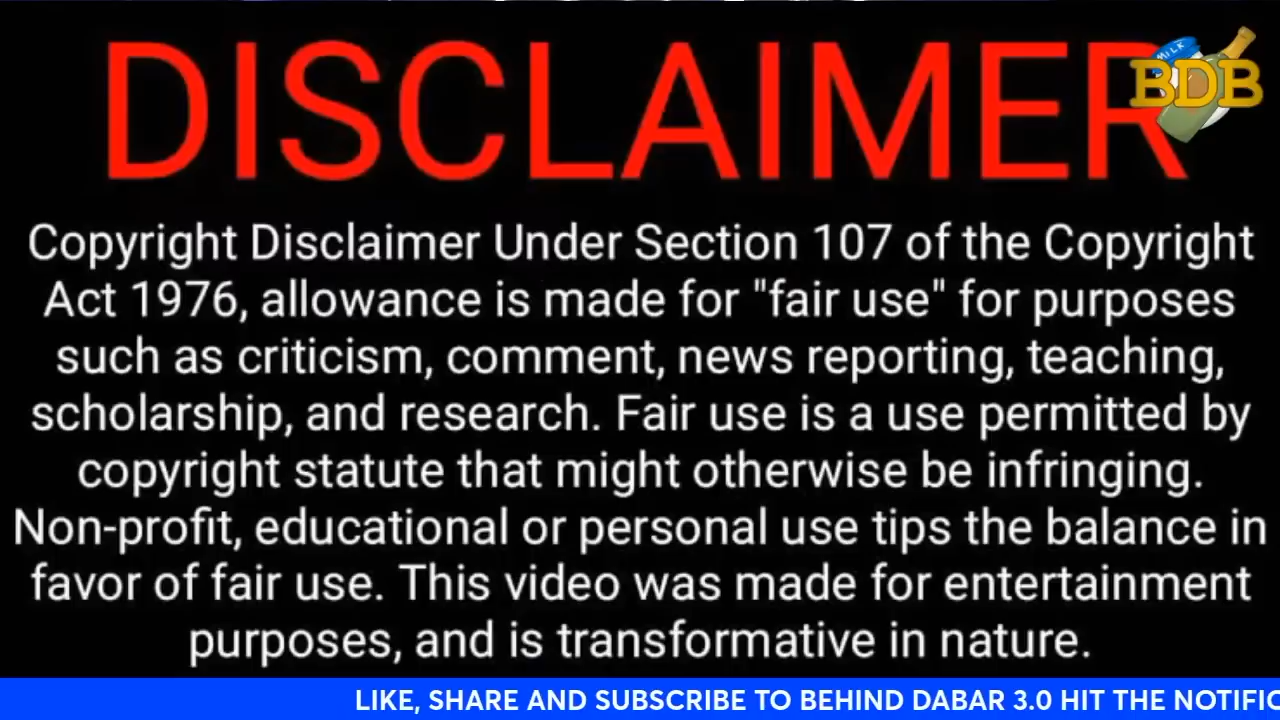 DISCLAIMER
MILK
BDB
Copyright Disclaimer Under Section 107 of the Copyright
Act 1976, allowance is made for "fair use" for purposes
such as criticism, comment, news reporting, teaching,
scholarship, and research. Fair use is a use permitted by
copyright statute that might otherwise be infringing.
Non-profit, educational or personal use tips the balance in
favor of fair use. This video was made for entertainment
purposes, and is transformative in nature.
LIKE, SHARE AND SUBSCRIBE TO BEHIND DABAR 3.0 HIT THE